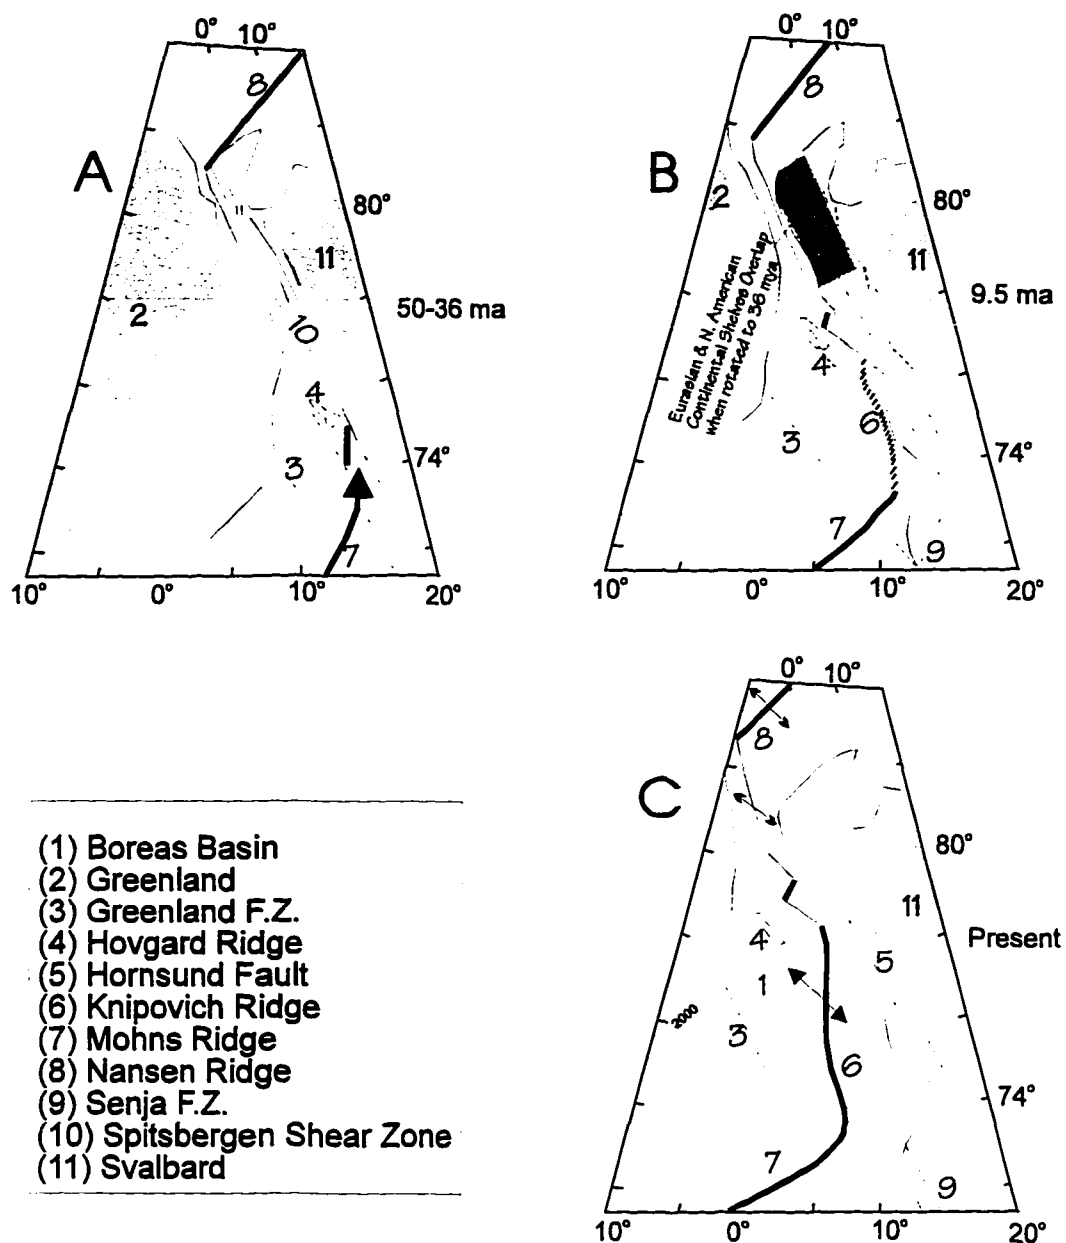 0° 10°
8
A
80°
2
11
50-36 ma
10
4
3
74°
7
10° 0° 10° 20°
0° 10°
8
B
80°
2
11
9.5 ma
Eurasian & N. American
Continental Shelves Overlap
when rotated to 36 mya
4
6
3
74°
7
9
10° 0° 10° 20°
0° 10°
8
C
80°
11
Present
4
5
1
2000
3
6
74°
7
9
10° 0° 10° 20°
(1) Boreas Basin
(2) Greenland
(3) Greenland F.Z.
(4) Hovgard Ridge
(5) Hornsund Fault
(6) Knipovich Ridge
(7) Mohns Ridge
(8) Nansen Ridge
(9) Senja F.Z.
(10) Spitsbergen Shear Zone
(11) Svalbard